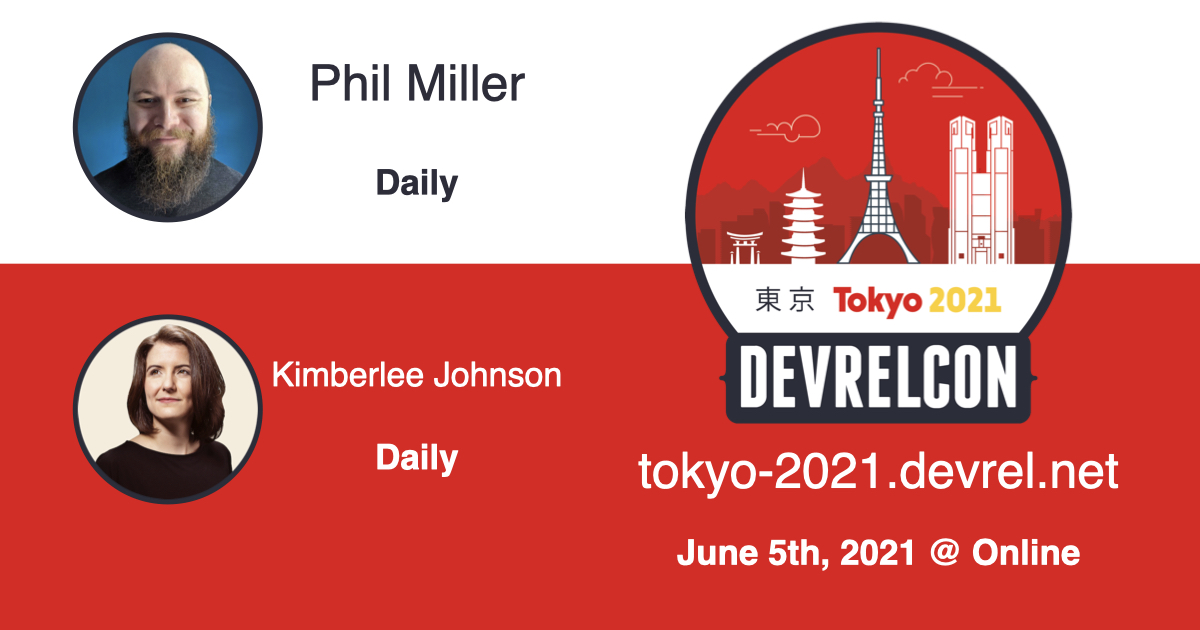 Phil Miller
Daily
Kimberlee Johnson
Daily
東京 Tokyo 2021
DEVRELCON
tokyo-2021.devrel.net
June 5th, 2021 @ Online